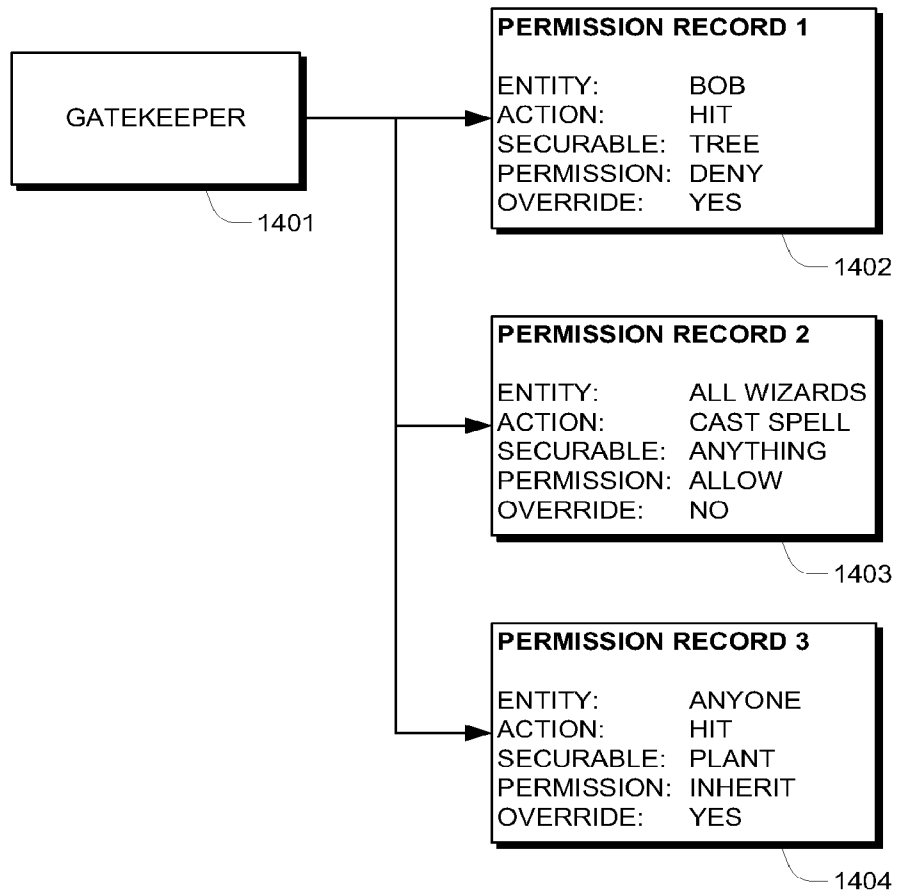 GATEKEEPER
1401
PERMISSION RECORD 1
ENTITY: BOB
ACTION: HIT
SECURABLE: TREE
PERMISSION: DENY
OVERRIDE: YES
1402
PERMISSION RECORD 2
ENTITY: ALL WIZARDS
ACTION: CAST SPELL
SECURABLE: ANYTHING
PERMISSION: ALLOW
OVERRIDE: NO
1403
PERMISSION RECORD 3
ENTITY: ANYONE
ACTION: HIT
SECURABLE: PLANT
PERMISSION: INHERIT
OVERRIDE: YES
1404